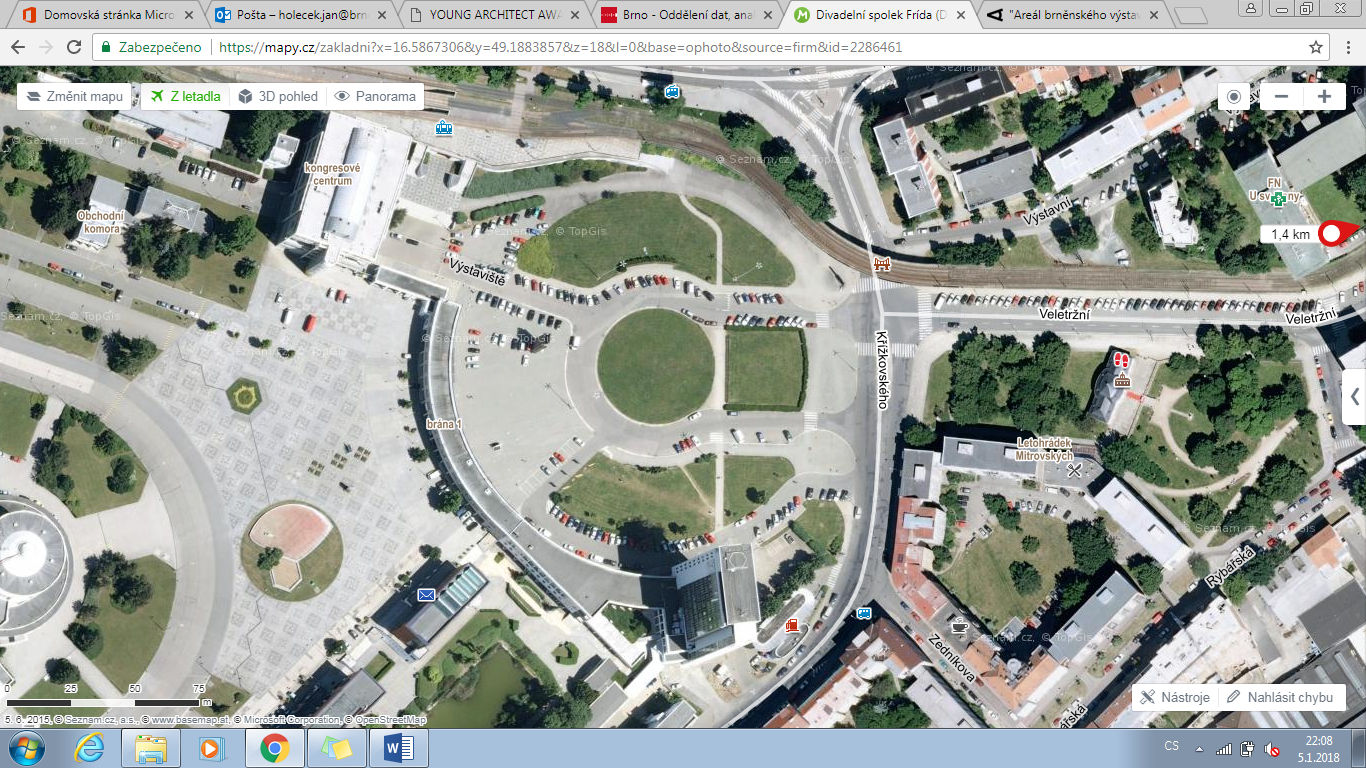 Domovská stránka Micro
Pošta – holecek.jan@brn
YOUNG ARCHITECT AWA
Brno - Oddělení dat, ana
Divadelní spolek Frída (D
"Areál brněnského výstav
Zabezpečeno
https://mapy.cz/zakladni?x=16.5867306&y=49.1883857&z=18&l=0&base=ophoto&source=firm&id=2286461
Změnit mapu
Z letadla
3D pohled
Panorama
kongresové
centrum
Obchodní
komora
Výstaviště
brána 1
Výstavní
FN
1,4 km
Veletržní
Veletržní
Křížkovského
Letohrádek
Mitrovských
Rybářská
Zedníkova
© Seznam.cz, © TopGis
0 25 50 75 m
5. 6. 2015, © Seznam.cz, a.s., © www.basemap.at, © Microsoft Corporation, © OpenStreetMap
Nástroje
Nahlásit chybu
CS
22:08
5.1.2018